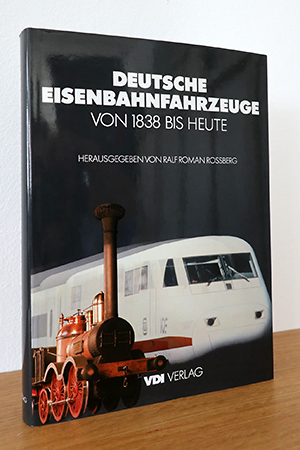 DEUTSCHE
EISENBAHNFAHRZEUGE
VON 1838 BIS HEUTE
HERAUSGEGEBEN VON RALF ROMAN ROSSBERG
VDI VERLAG